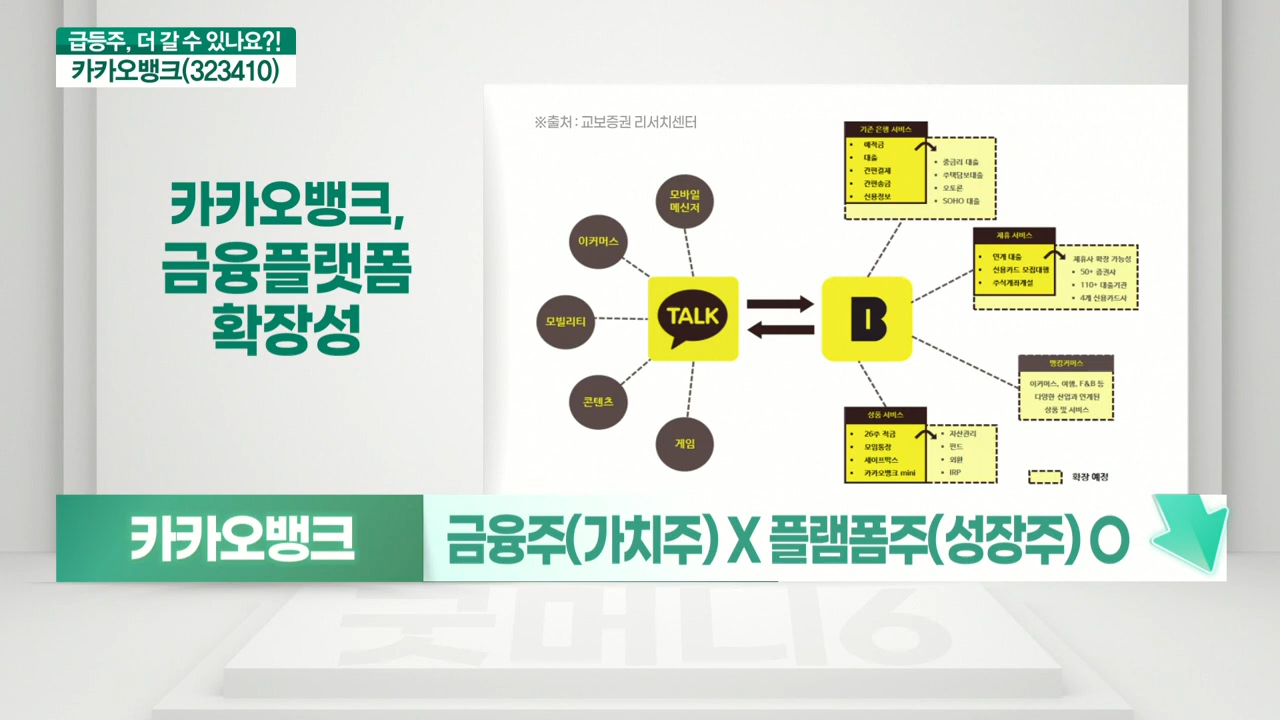 급등주, 더 갈 수 있나요?!
카카오뱅크(323410)
카카오뱅크,
금융플랫폼
확장성
※출처 : 교보증권 리서치센터
모바일
메신저
이커머스
모빌리티
콘텐츠
게임
TALK
B
기존 은행 서비스
• 예적금
• 대출
• 간편결제
• 간편송금
• 신용정보
• 중금리 대출
• 주택담보대출
• 오토론
• SOHO 대출
제휴 서비스
• 연계 대출
• 신용카드 모집대행
• 주식계좌개설
제휴사 확장 가능성
• 50+ 증권사
• 110+ 대출기관
• 4개 신용카드사
뱅킹커머스
이커머스, 여행, F&B 등
다양한 산업과 연계된
상품 및 서비스
상품 서비스
• 26주 적금
• 모임통장
• 세이프박스
• 카카오뱅크 mini
• 자산관리
• 펀드
• 외환
• IRP
확장 예정
카카오뱅크
금융주(가치주) X 플램폼주(성장주) O
굿머니6